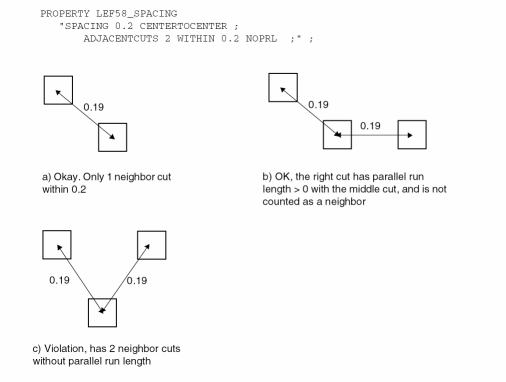 PROPERTY LEF58_SPACING
"SPACING 0.2 CENTERTOCENTER ;
ADJACENTCUTS 2 WITHIN 0.2 NOPRL ;" ;
0.19
0.19
0.19
a) Okay. Only 1 neighbor cut
within 0.2
b) OK, the right cut has parallel run
length > 0 with the middle cut, and is not
counted as a neighbor
0.19
0.19
c) Violation, has 2 neighbor cuts
without parallel run length